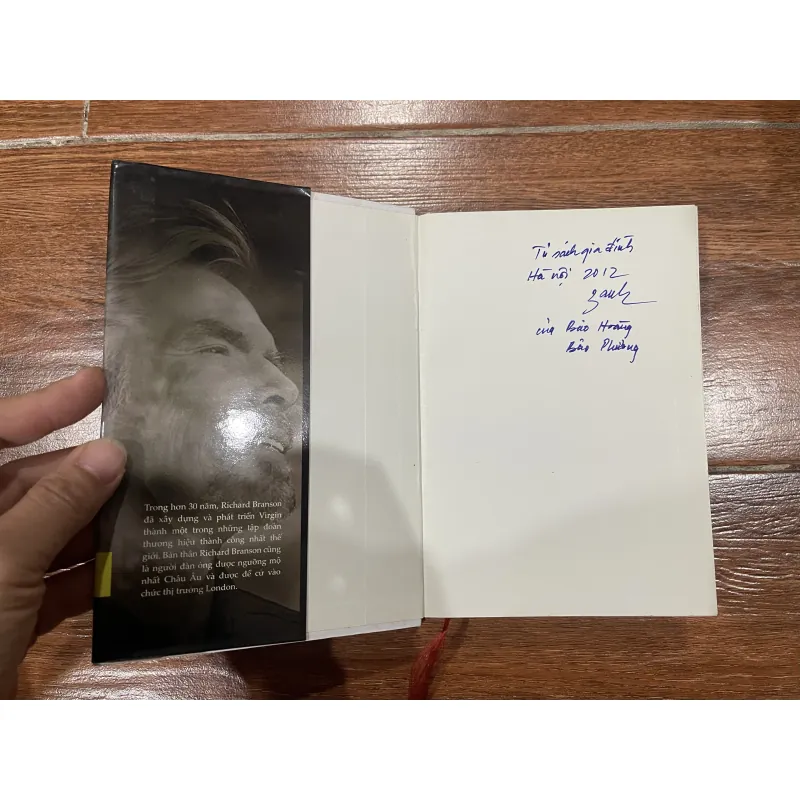 Trong hơn 30 năm, Richard Branson
đã xây dựng và phát triển Virgin
thành một trong những tập đoàn
thương hiệu thành công nhất thế
giới. Bản thân Richard Branson cũng
là người đàn ông được ngưỡng mộ
nhất Châu Âu và được đề cử vào
chức thị trưởng London.
Tủ sách gia đình
Hà nội 2012
của Bảo Hoàng
Bảo Phương